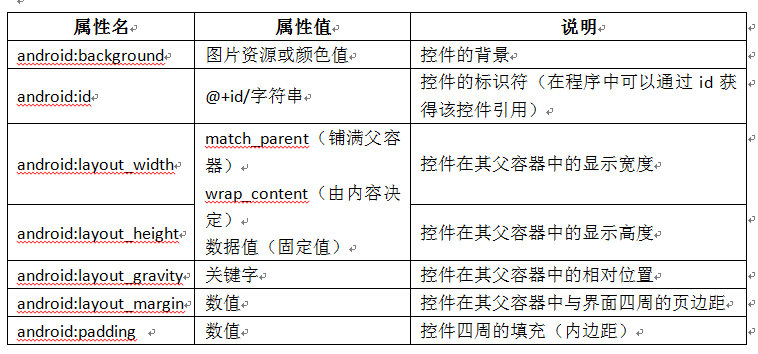 属性名 属性值 说明
android:background 图片资源或颜色值 控件的背景
android:id @+id/字符串 控件的标识符（在程序中可以通过 id 获
得该控件引用）
android:layout_width match_parent（铺满父容
器）
wrap_content（由内容决
定）
数据值（固定值） 控件在其父容器中的显示宽度
android:layout_height 控件在其父容器中的显示高度
android:layout_gravity 关键字 控件在其父容器中的相对位置
android:layout_margin 数值 控件在其父容器中与界面四周的页边距
android:padding 数值 控件四周的填充（内边距）